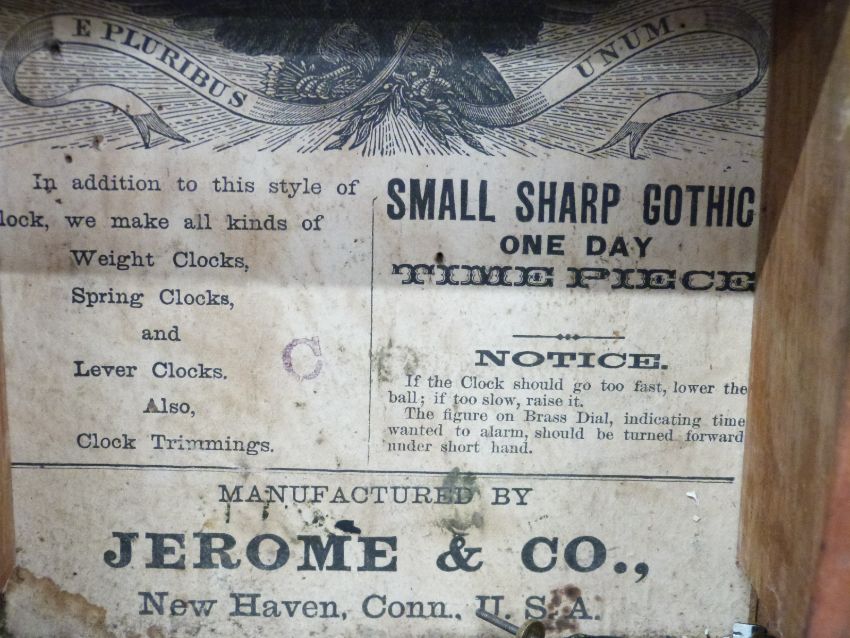 E PLURIBUS UNUM.
In addition to this style of
lock, we make all kinds of
Weight Clocks,
Spring Clocks,
and
Lever Clocks.
Also,
Clock Trimmings.
C
SMALL SHARP GOTHIC
ONE DAY
TIME PIECE
NOTICE.
If the Clock should go too fast, lower the
ball; if too slow, raise it.
The figure on Brass Dial, indicating time
wanted to alarm, should be turned forward
under short hand.
MANUFACTURED BY
JEROME & CO.,
New Haven, Conn., U. S. A.